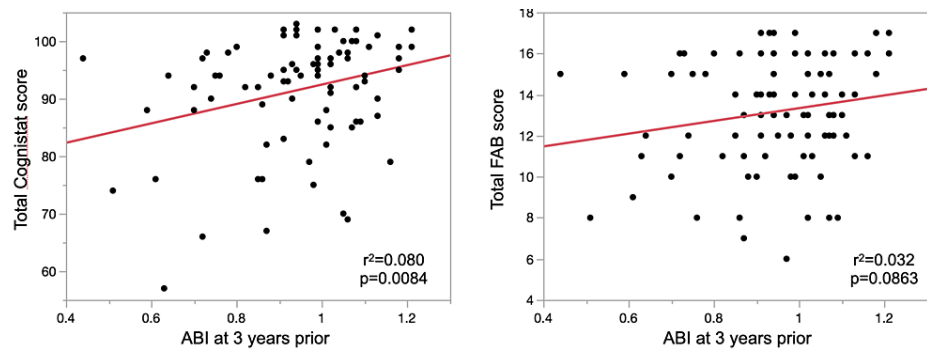 Total Cognistat score
100
90
80
70
60
r²=0.080
p=0.0084
0.4 0.6 0.8 1 1.2
ABI at 3 years prior
Total FAB score
18
16
14
12
10
8
6
4
r²=0.032
p=0.0863
0.4 0.6 0.8 1 1.2
ABI at 3 years prior